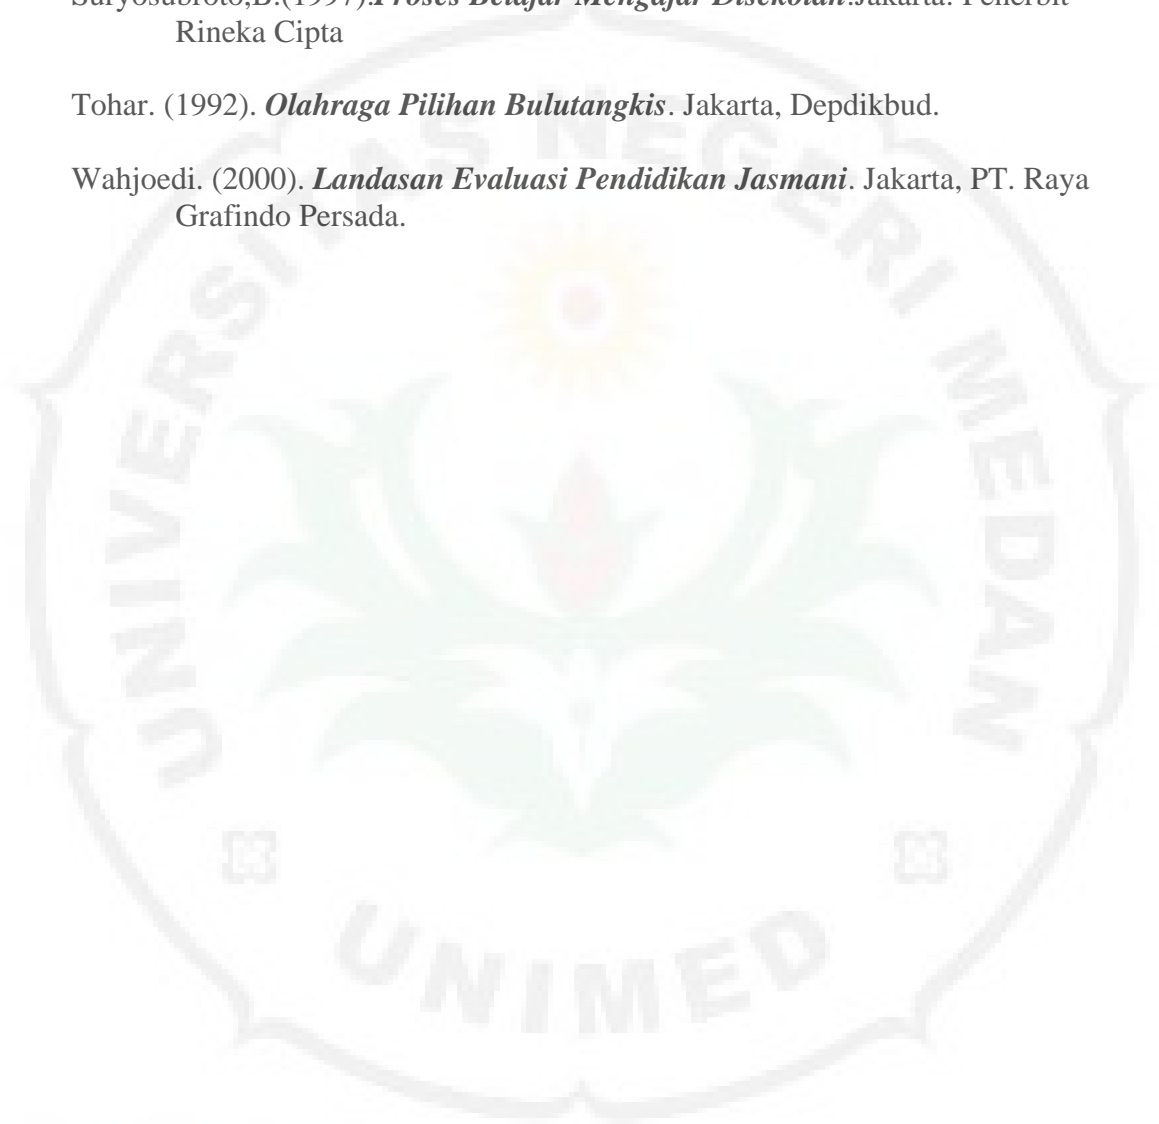 Suryosubroto,B.(1997).Proses Belajar Mengajar Disekolah.Jakarta: Penerbit
Rineka Cipta
Tohar. (1992). Olahraga Pilihan Bulutangkis. Jakarta, Depdikbud.
Wahjoedi. (2000). Landasan Evaluasi Pendidikan Jasmani. Jakarta, PT. Raya
Grafindo Persada.
UNIVERSITAS NEGERI MEDAN
UNIMED